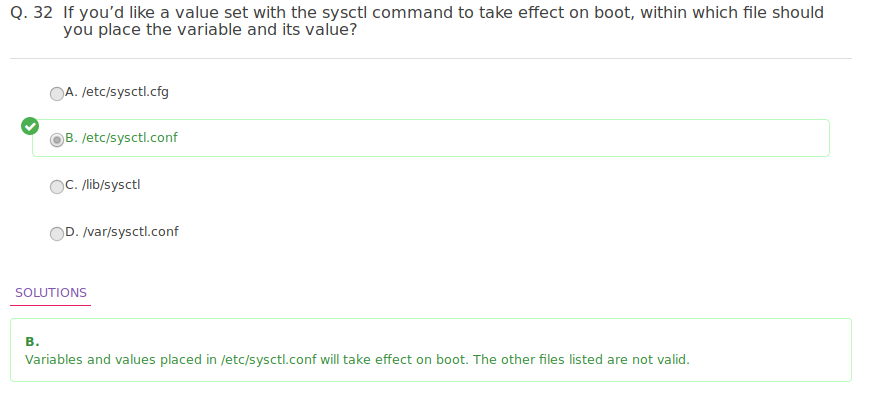 Q. 32 If you’d like a value set with the sysctl command to take effect on boot, within which file should
you place the variable and its value?
A. /etc/sysctl.cfg
B. /etc/sysctl.conf
C. /lib/sysctl
D. /var/sysctl.conf
SOLUTIONS
B.
Variables and values placed in /etc/sysctl.conf will take effect on boot. The other files listed are not valid.